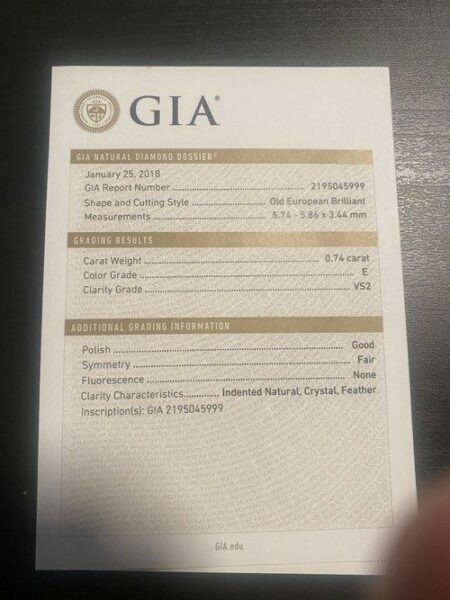 GIA®
GIA NATURAL DIAMOND DOSSIER®
January 25, 2018
GIA Report Number 2195045999
Shape and Cutting Style Old European Brilliant
Measurements 5.74 - 5.86 x 3.44 mm
GRADING RESULTS
Carat Weight 0.74 carat
Color Grade E
Clarity Grade VS2
ADDITIONAL GRADING INFORMATION
Polish Good
Symmetry Fair
Fluorescence None
Clarity Characteristics Indented Natural, Crystal, Feather
Inscription(s): GIA 2195045999
GIA.edu